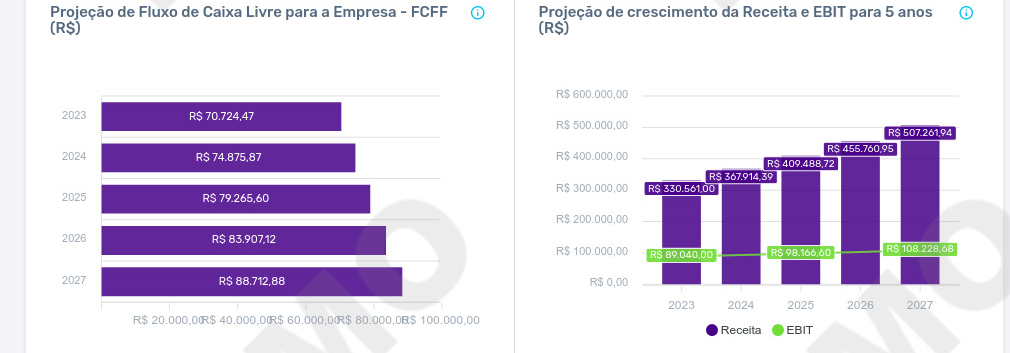 Projeção de Fluxo de Caixa Livre para a Empresa - FCFF
(R$)
2023
R$ 70.724,47
2024
R$ 74.875,87
2025
R$ 79.265,60
2026
R$ 83.907,12
2027
R$ 88.712,88
R$ 20.000,00
R$ 40.000,00
R$ 60.000,00
R$ 80.000,00
R$ 100.000,00
Projeção de crescimento da Receita e EBIT para 5 anos
(R$)
R$ 600.000,00
R$ 500.000,00
R$ 400.000,00
R$ 300.000,00
R$ 200.000,00
R$ 100.000,00
R$ 0,00
R$ 330.561,00
R$ 367.914,39
R$ 409.488,72
R$ 455.760,95
R$ 507.261,94
R$ 89.040,00
R$ 98.166,60
R$ 108.228,68
2023 2024 2025 2026 2027
Receita EBIT